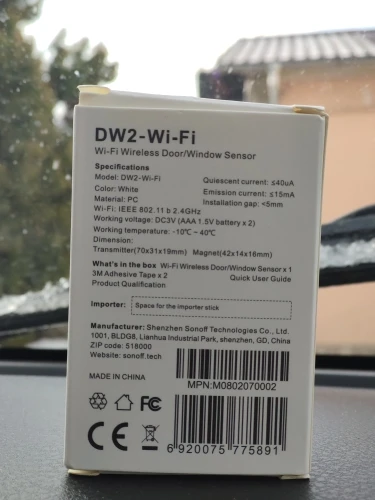 DW2-Wi-Fi
Wi-Fi Wireless Door/Window Sensor
Specifications
Model: DW2-Wi-Fi
Quiescent current: ≤40uA
Color: White
Emission current: ≤15mA
Material: PC
Installation gap: <5mm
Wi-Fi: IEEE 802.11 b 2.4GHz
Working voltage: DC3V (AAA 1.5V battery x 2)
Working temperature: -10°C ~ 40°C
Dimension:
Transmitter(70x31x19mm) Magnet(42x14x16mm)
What's in the box Wi-Fi Wireless Door/Window Sensor x 1
3M Adhesive Tape x 2 Quick User Guide
Product Qualification
Importer: Space for the importer stick
Manufacturer: Shenzhen Sonoff Technologies Co., Ltd.
1001, BLDG8, Lianhua Industrial Park, shenzhen, GD, China
ZIP code: 518000
Website: sonoff.tech
MADE IN CHINA
MPN:M0802070002
FC
CE
6 920075 775891